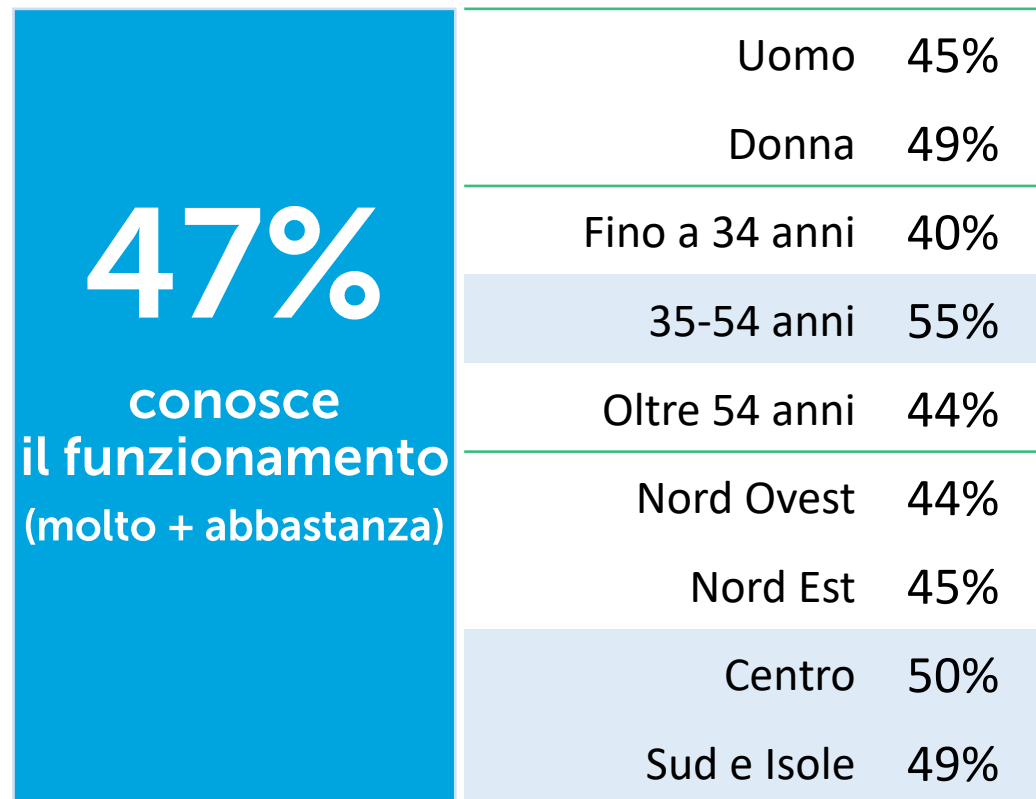 47%
conosce
il funzionamento
(molto + abbastanza)
Uomo 45%
Donna 49%
Fino a 34 anni 40%
35-54 anni 55%
Oltre 54 anni 44%
Nord Ovest 44%
Nord Est 45%
Centro 50%
Sud e Isole 49%